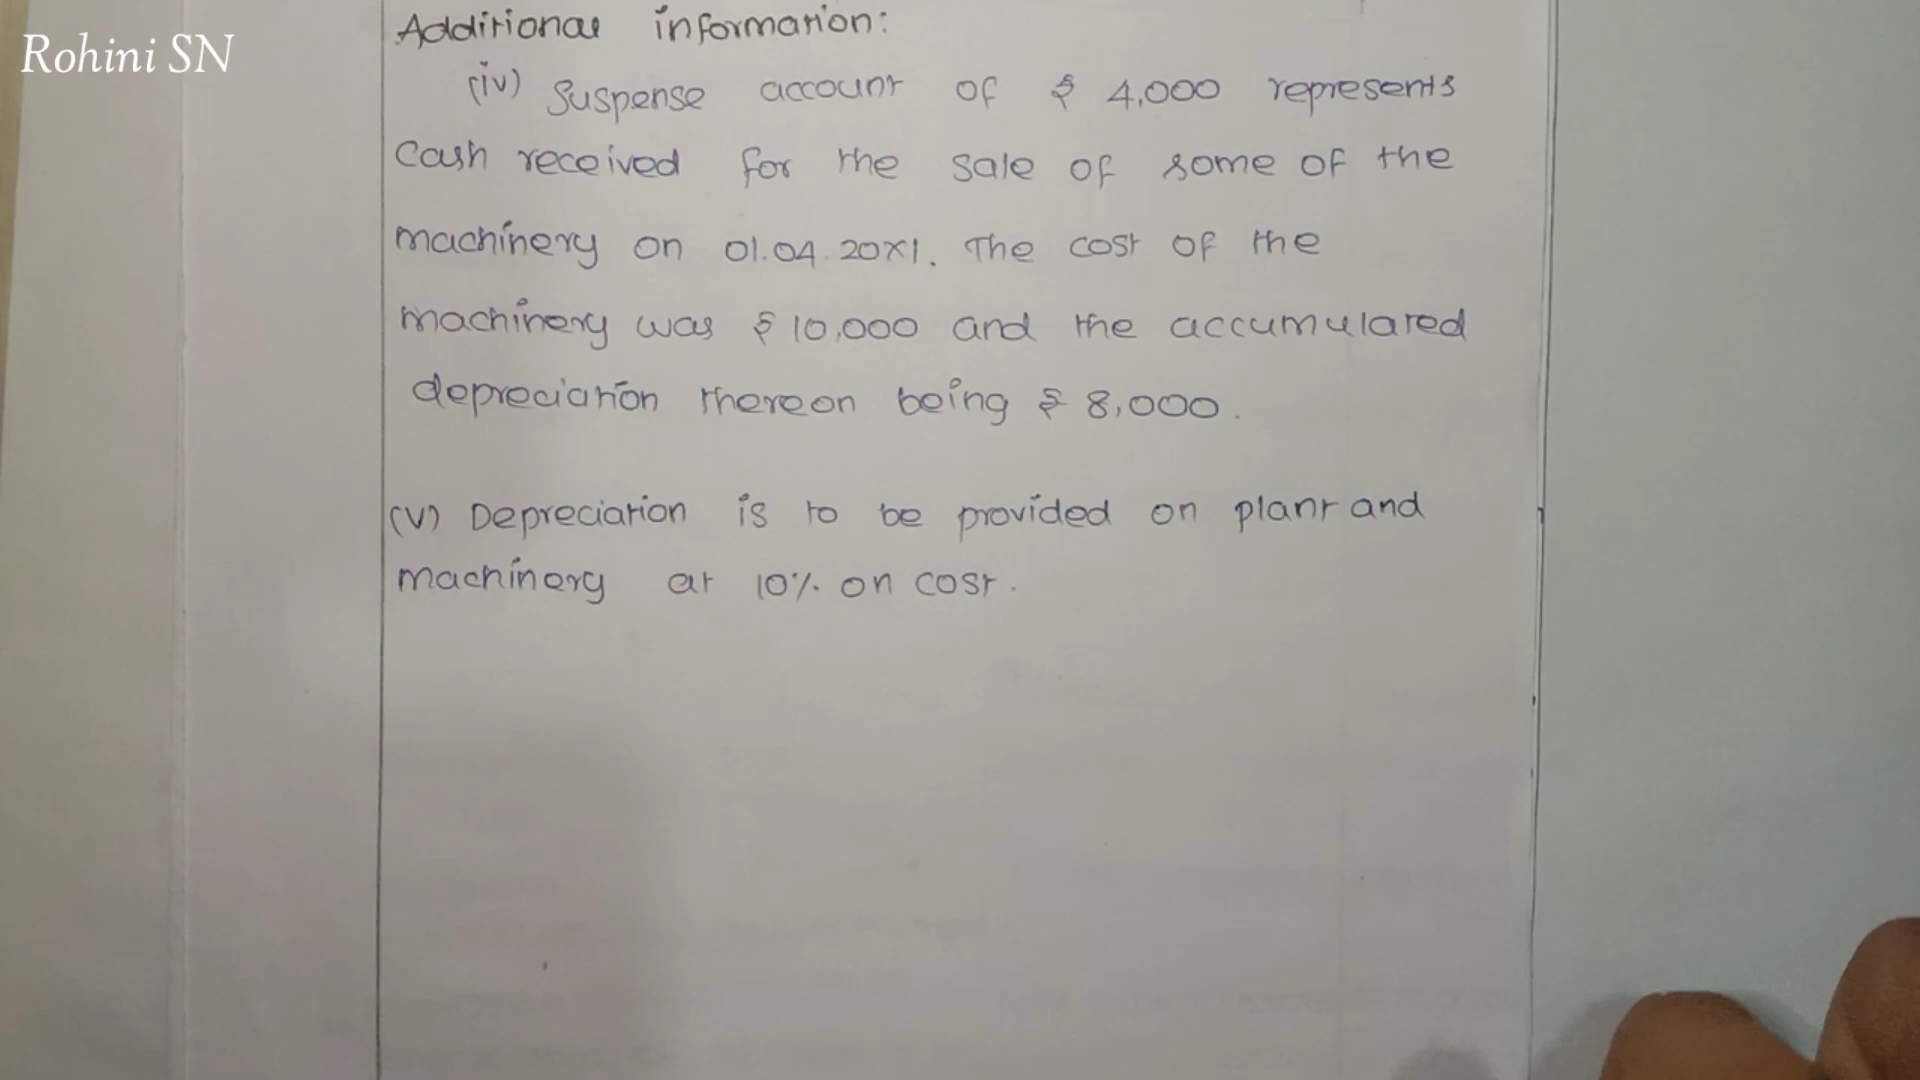 Rohini SN
Additional information:
(iv) Suspense account of ₹ 4,000 represents
cash received for the sale of some of the
machinery on 01.04.20x1. The cost of the
machinery was ₹ 10,000 and the accumulated
depreciation thereon being ₹ 8,000.
(v) Depreciation is to be provided on plant and
machinery at 10% on cost.